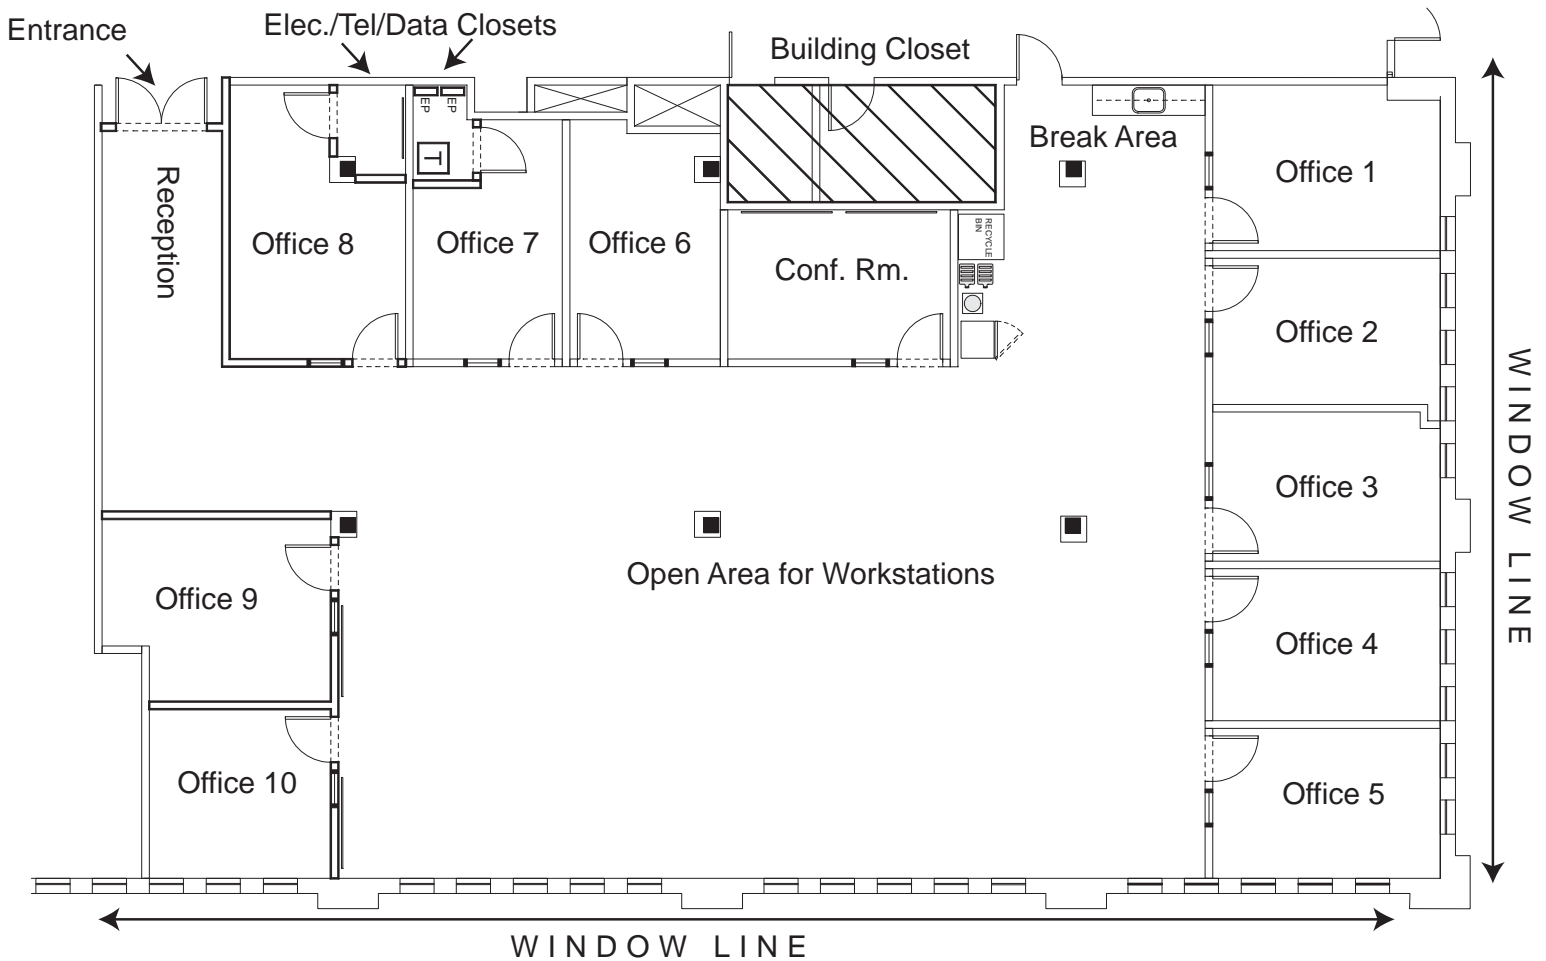 Entrance
Elec./Tel/Data Closets
Building Closet
EP
EP
Break Area
T
Reception
Office 1
Office 8
Office 7
Office 6
RECYCLE
BIN
Conf. Rm.
Office 2
Office 3
Office 9
Open Area for Workstations
Office 4
Office 10
Office 5
WINDOW LINE
WINDOW LINE